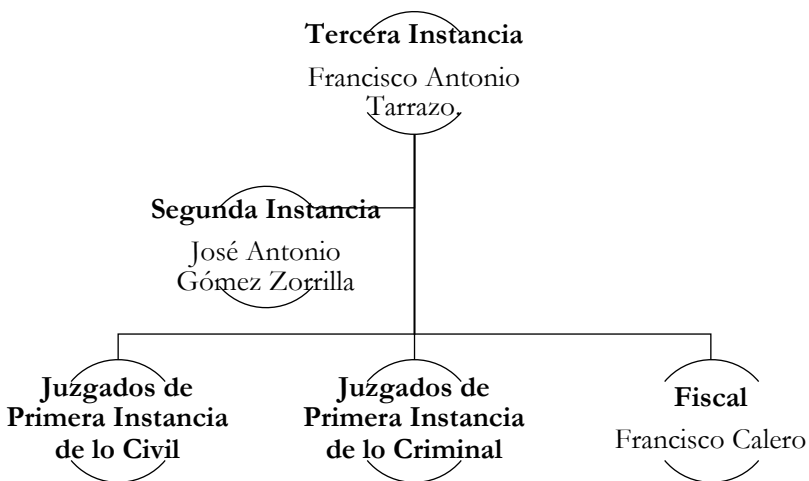 Tercera Instancia
Francisco Antonio
Tarrazo.
Segunda Instancia
José Antonio
Gómez Zorrilla
Juzgados de
Primera Instancia
de lo Civil
Juzgados de
Primera Instancia
de lo Criminal
Fiscal
Francisco Calero